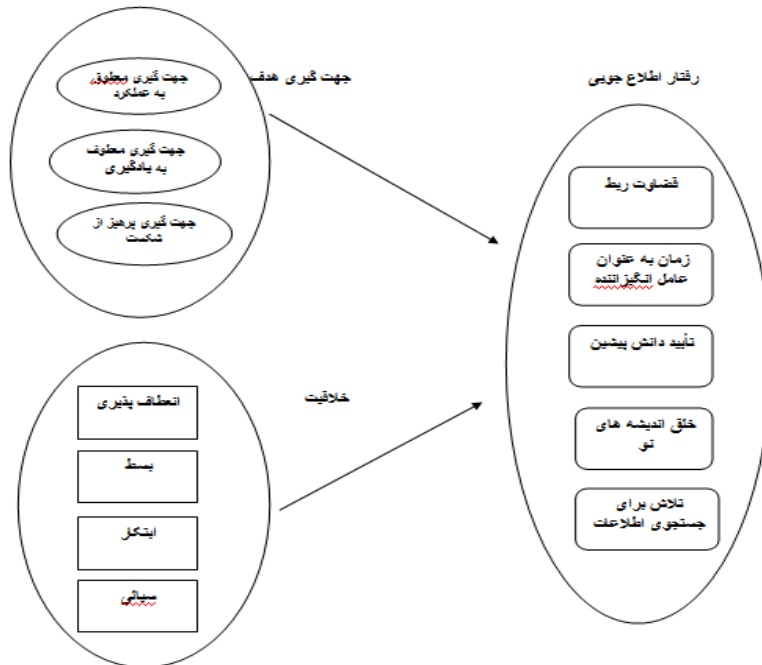 رفتار اطلاع جویی
جهت گیری هدف
جهت گیری معطوق
به عملکرد
جهت گیری معطوف
به یادگیری
جهت گیری پرهیز از
شکست
قضاوت ربط
زمان به عنوان
عامل انگیزاننده
تأیید دانش پیشین
خلق اندیشه های
نو
تلاش برای
جستجوی اطلاعات
خلاقیت
انعطاف پذیری
بسط
ابتکار
سیالی